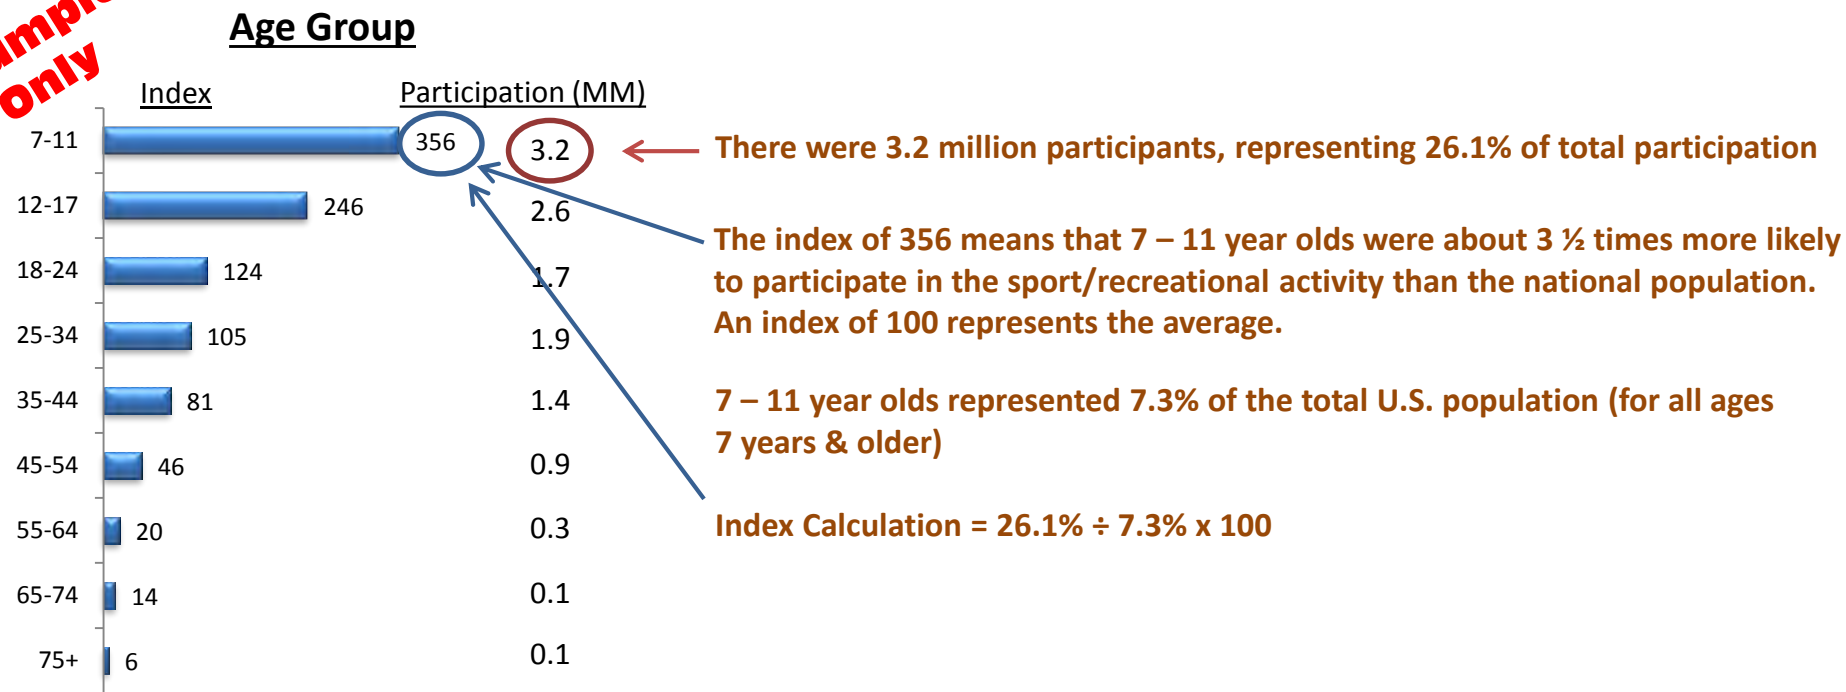 only
Age Group
Index Participation (MM)
7-11 356 3.2
There were 3.2 million participants, representing 26.1% of total participation
12-17 246 2.6
The index of 356 means that 7 – 11 year olds were about 3 ½ times more likely
to participate in the sport/recreational activity than the national population.
An index of 100 represents the average.
18-24 124 1.7
25-34 105 1.9
35-44 81 1.4
7 – 11 year olds represented 7.3% of the total U.S. population (for all ages
7 years & older)
45-54 46 0.9
55-64 20 0.3
Index Calculation = 26.1% ÷ 7.3% x 100
65-74 14 0.1
75+ 6 0.1